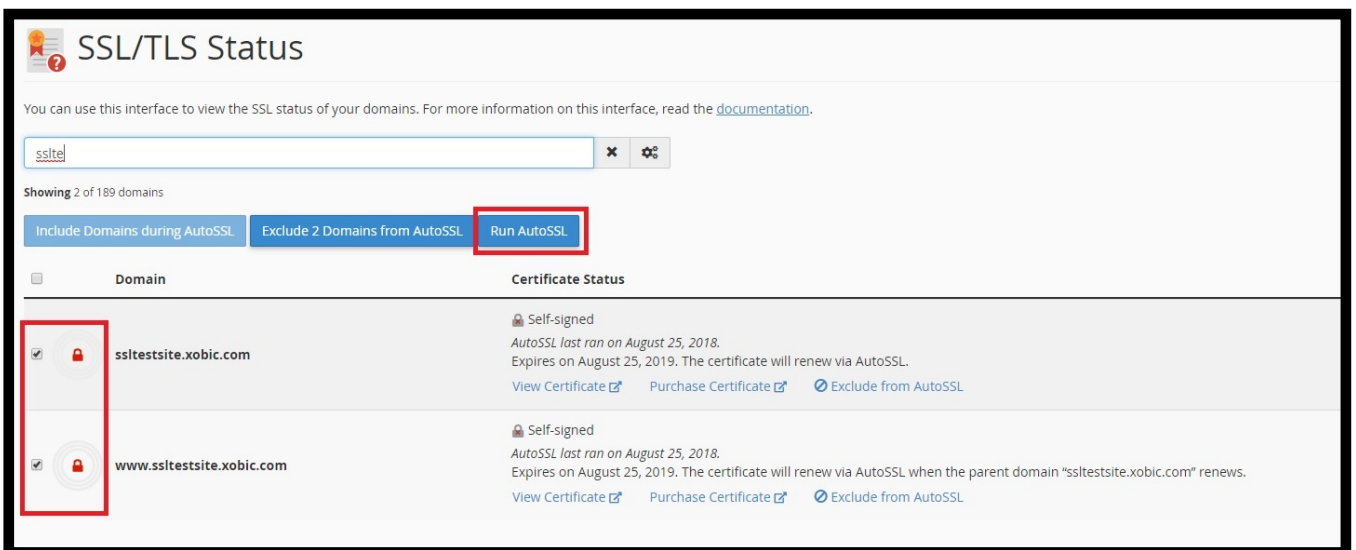 SSL/TLS Status
You can use this interface to view the SSL status of your domains. For more information on this interface, read the documentation.
sslte
Showing 2 of 189 domains
Include Domains during AutoSSL Exclude 2 Domains from AutoSSL Run AutoSSL
Domain Certificate Status
Self-signed
AutoSSL last ran on August 25, 2018.
ssltestsite.xobic.com
Expires on August 25, 2019. The certificate will renew via AutoSSL.
View Certificate Purchase Certificate Exclude from AutoSSL
Self-signed
AutoSSL last ran on August 25, 2018.
www.ssltestsite.xobic.com
Expires on August 25, 2019. The certificate will renew via AutoSSL when the parent domain “ssltestsite.xobic.com” renews.
View Certificate Purchase Certificate Exclude from AutoSSL